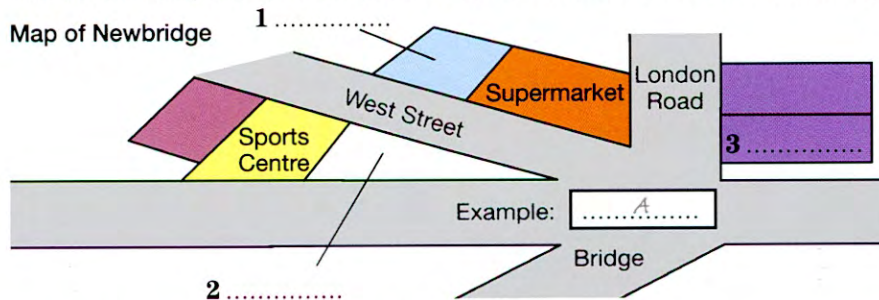 Map of Newbridge
1 ...............
West Street
Supermarket
London
Road
Sports
Centre
3 ...............
Example: A
...............
Bridge
2 ...............